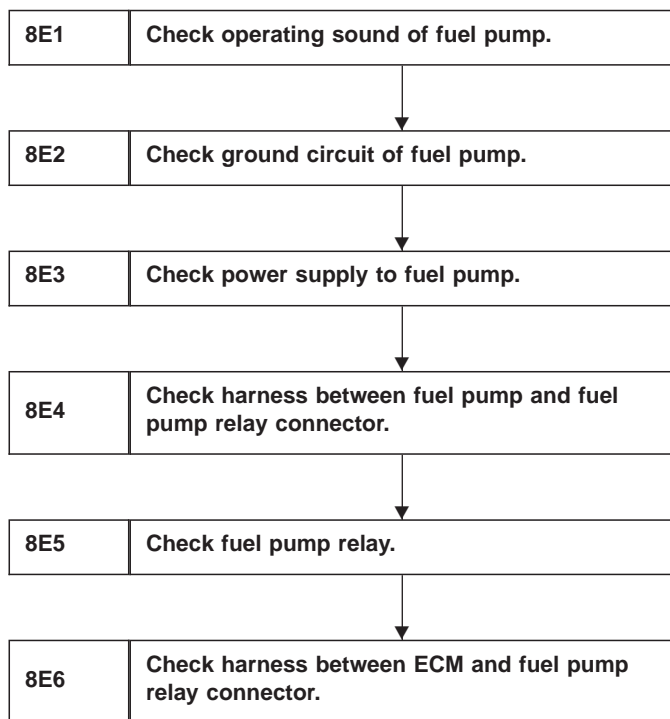 8E1 Check operating sound of fuel pump.
8E2 Check ground circuit of fuel pump.
8E3 Check power supply to fuel pump.
8E4 Check harness between fuel pump and fuel
pump relay connector.
8E5 Check fuel pump relay.
8E6 Check harness between ECM and fuel pump
relay connector.